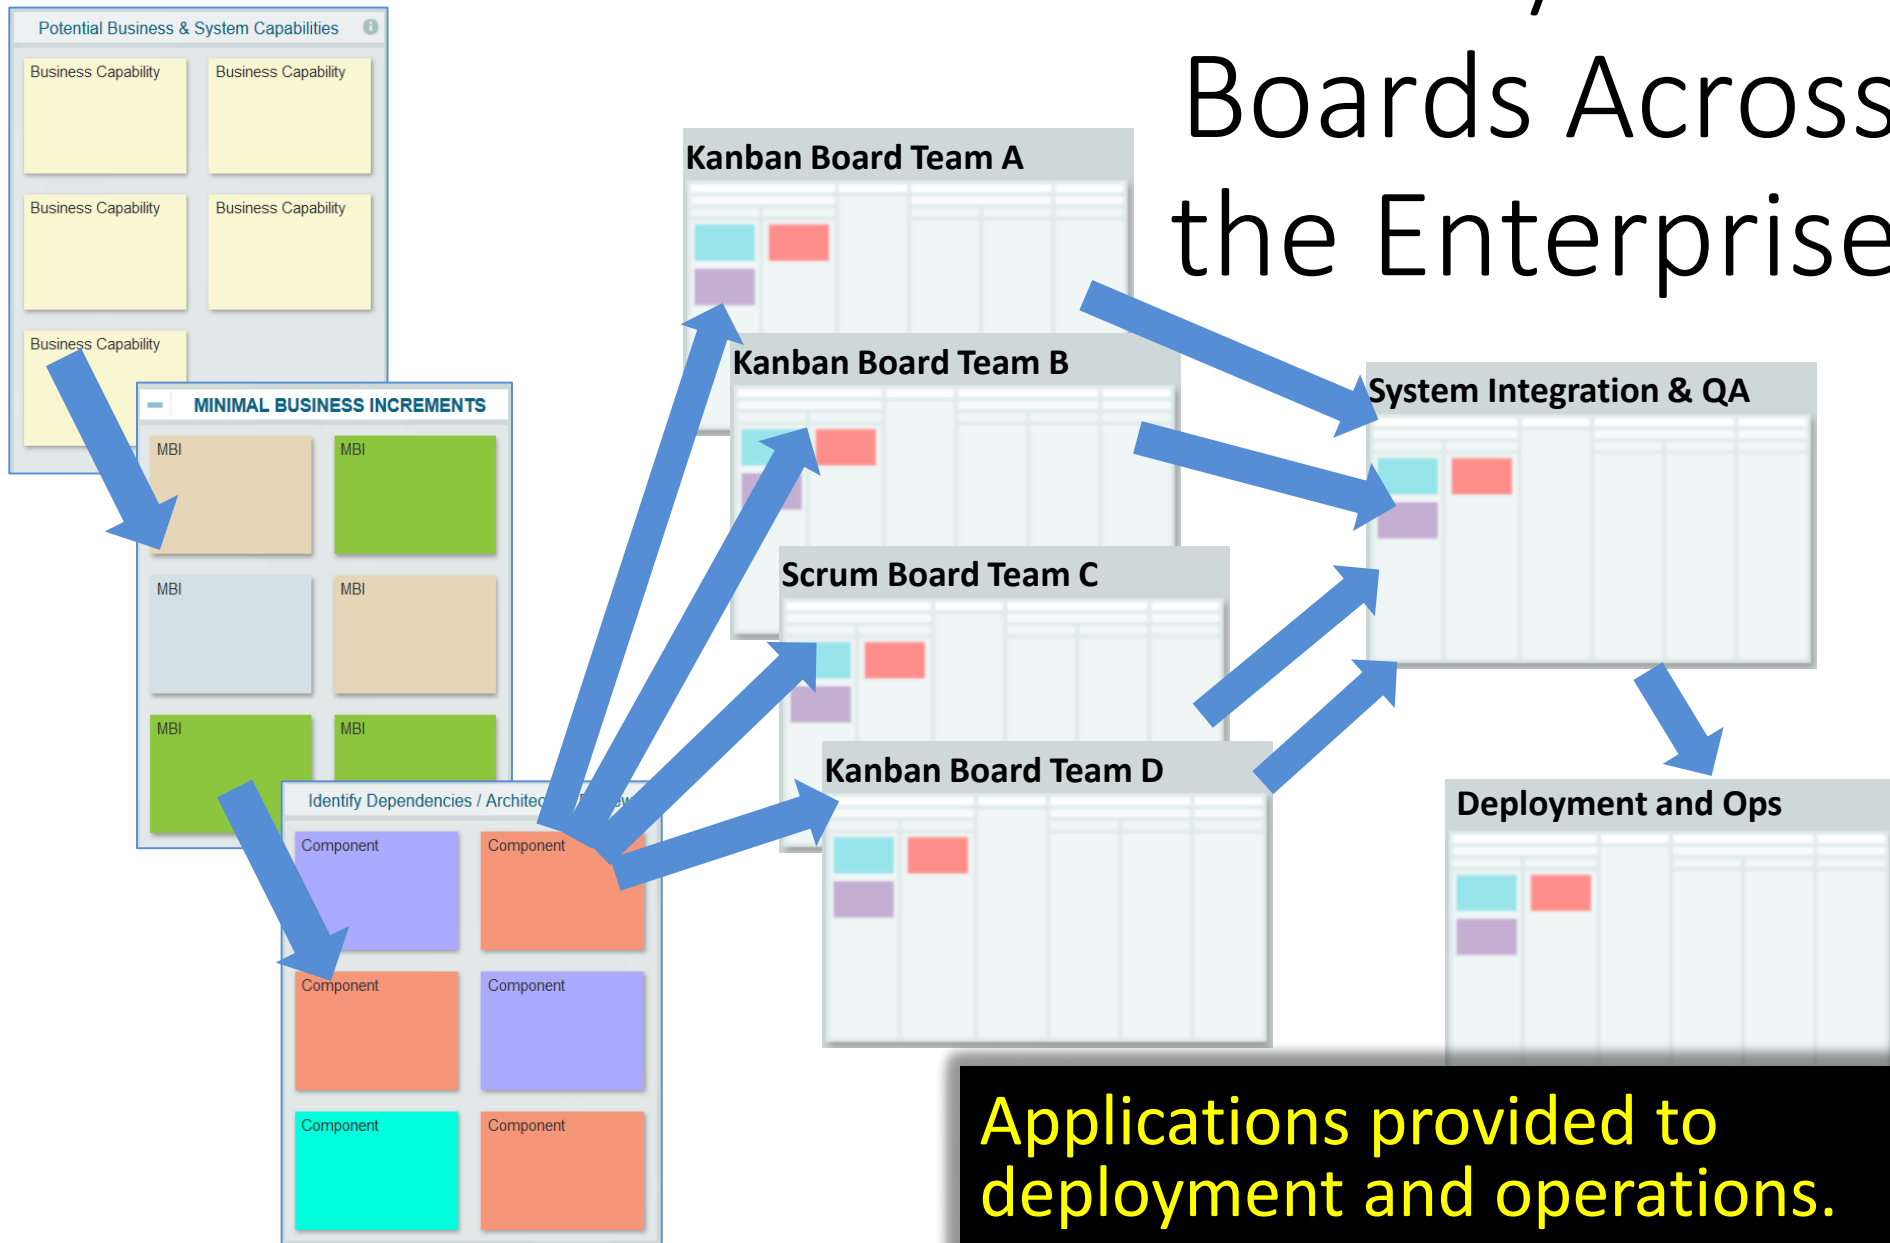 Boards Across
the Enterprise
Potential Business & System Capabilities
Business Capability
Business Capability
Business Capability
Business Capability
Business Capability
MINIMAL BUSINESS INCREMENTS
MBI
MBI
MBI
MBI
MBI
MBI
Identify Dependencies /
Component
Component
Component
Component
Component
Component
Kanban Board Team A
Kanban Board Team B
Scrum Board Team C
Kanban Board Team D
System Integration & QA
Deployment and Ops
Applications provided to
deployment and operations.